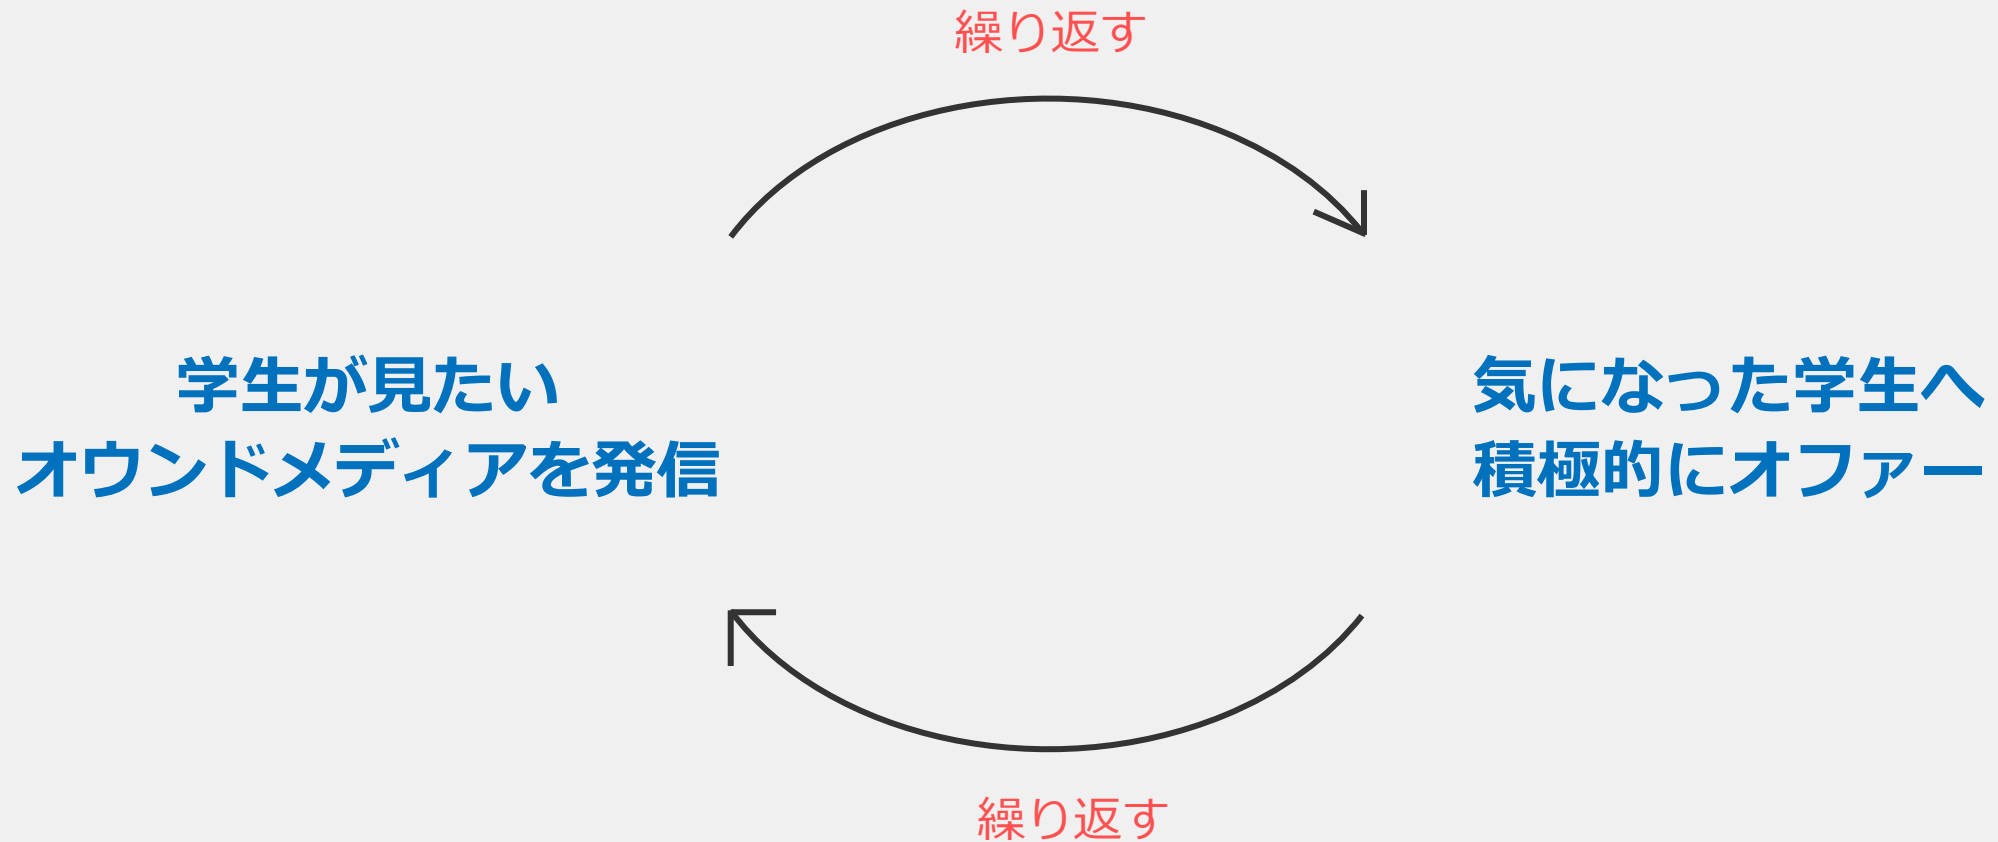 繰り返す
学生が見たい
オウンドメディアを発信
気になった学生へ
積極的にオファー
繰り返す